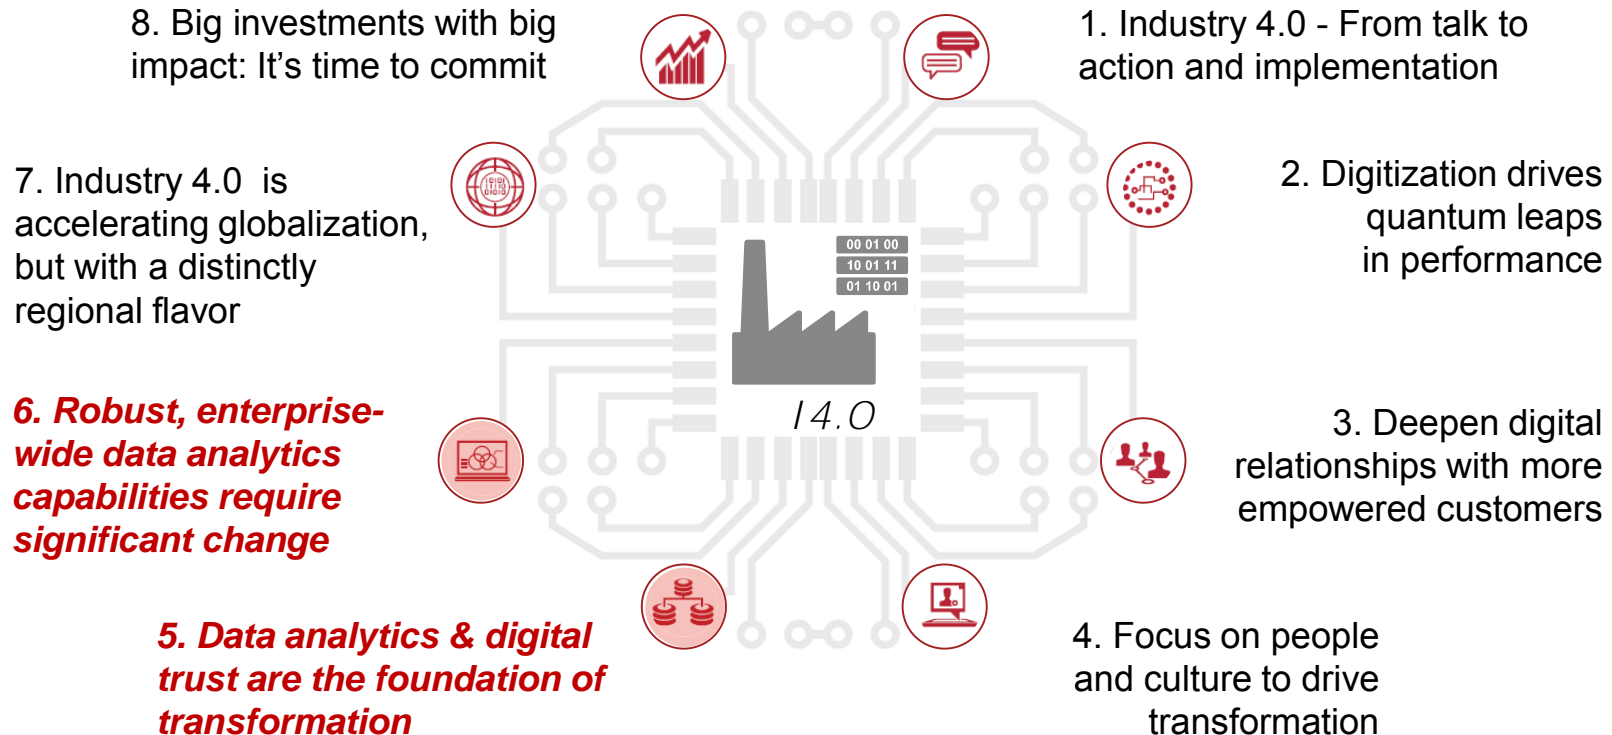 8. Big investments with big
impact: It’s time to commit
1. Industry 4.0 - From talk to
action and implementation
7. Industry 4.0  is
accelerating globalization,
but with a distinctly
regional flavor
2. Digitization drives
quantum leaps
in performance
00 01 00
10 01 11
01 10 01
I4.0
6. Robust, enterprise-
wide data analytics
capabilities require
significant change
3. Deepen digital
relationships with more
empowered customers
5. Data analytics & digital
trust are the foundation of
transformation
4. Focus on people
and culture to drive
transformation